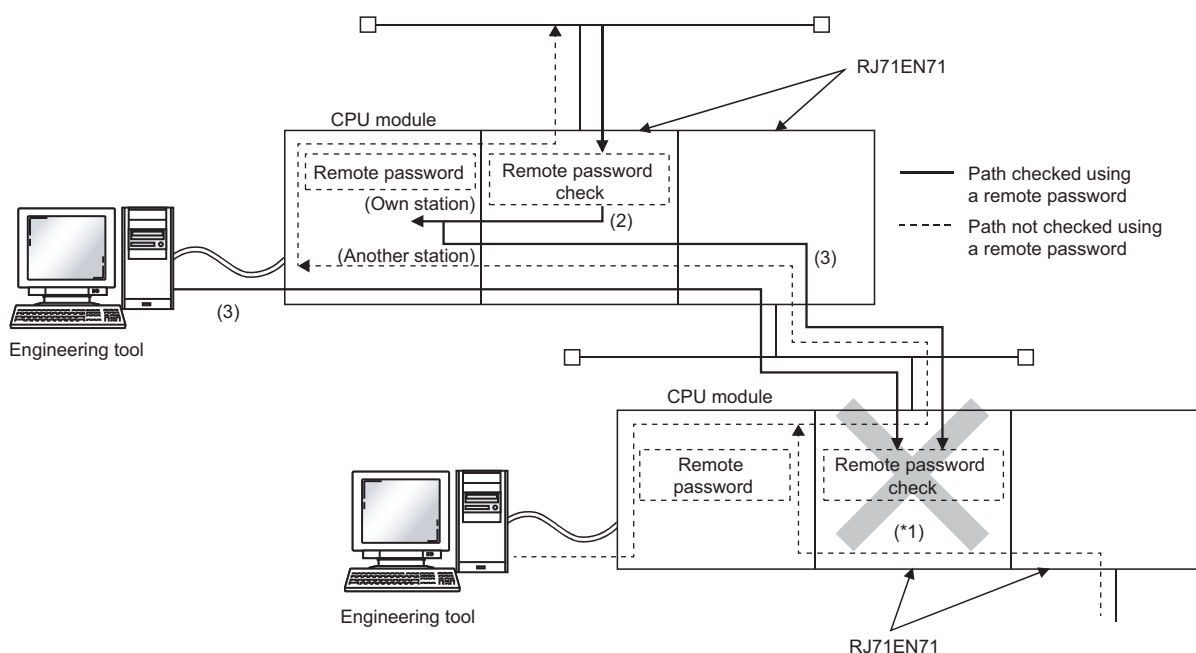 RJ71EN71
CPU module
Remote password
Remote password
check
(Own station)
(2)
(Another station)
(3)
(3)
Path checked using
a remote password
Path not checked using
a remote password
Engineering tool
CPU module
Remote
password
Remote password
check
(*1)
Engineering tool
RJ71EN71